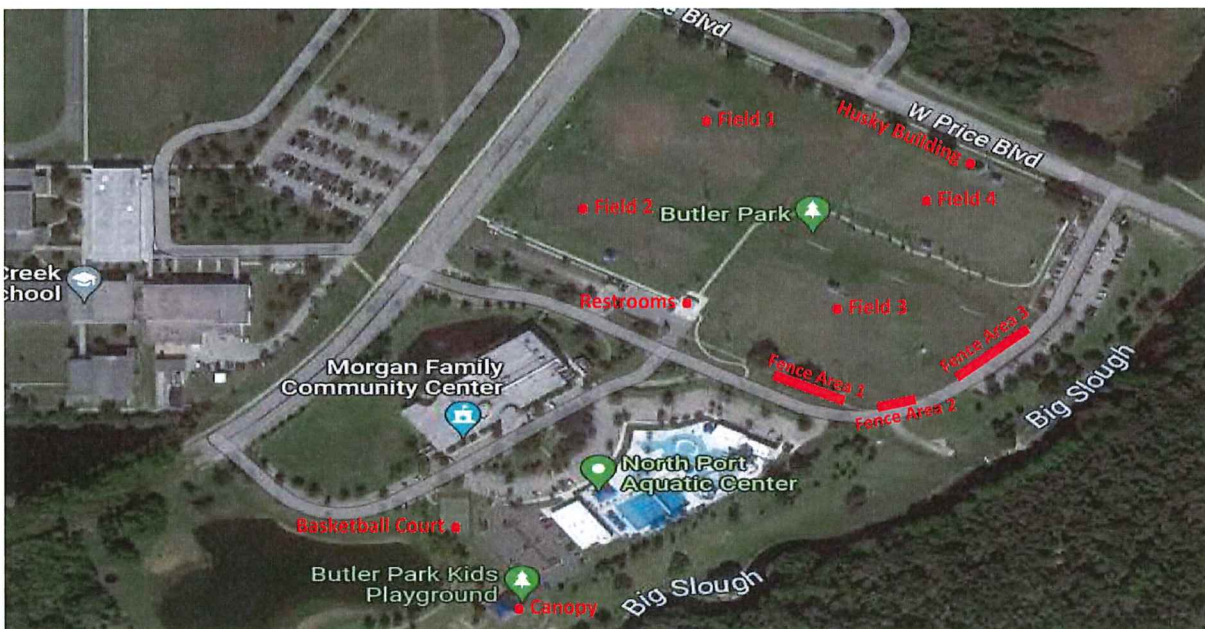 e Blvd
W Price Blvd
Husky Building
Field 1
Field 2
Field 4
Butler Park
Creek
chool
Restrooms
Field 3
Fence Area 3
Fence Area 1
Fence Area 2
Big Slough
Morgan Family
Community Center
North Port
Aquatic Center
Basketball Court
Butler Park Kids
Playground
Canopy
Big Slough